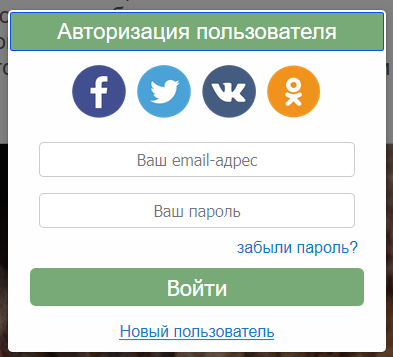 Авторизация пользователя
Ваш email-адрес
Ваш пароль
забыли пароль?
Войти
Новый пользователь